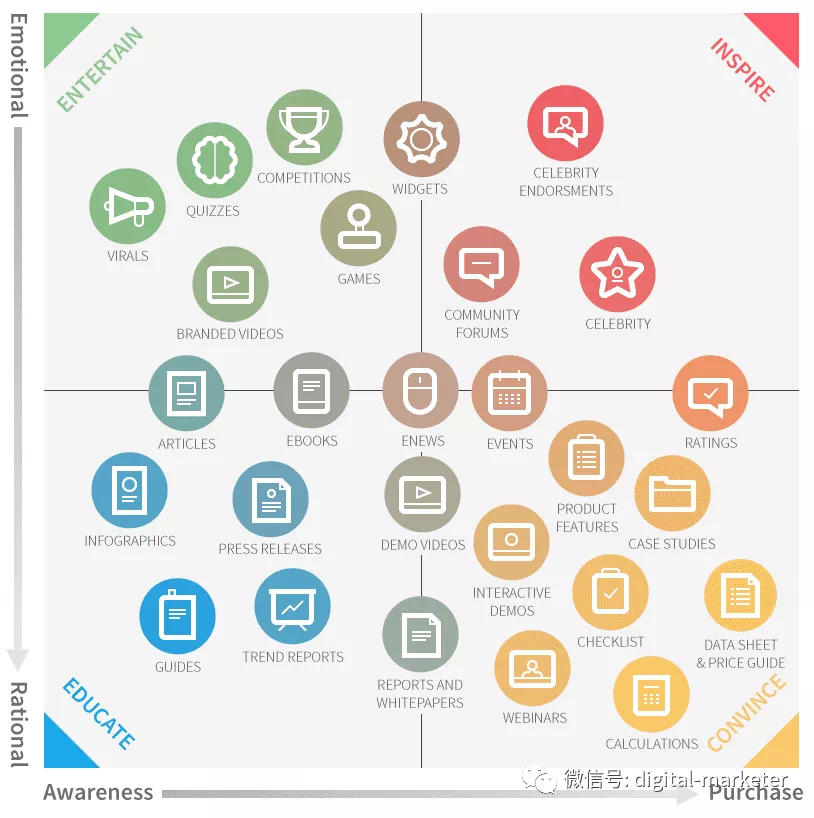 Emotional
ENTERTAIN
INSPIRE
COMPETITIONS
WIDGETS
CELEBRITY
ENDORSMENTS
QUIZZES
VIRALS
GAMES
BRANDED VIDEOS
COMMUNITY
FORUMS
CELEBRITY
ARTICLES
EBOOKS
ENEWS
EVENTS
RATINGS
INFOGRAPHICS
PRESS RELEASES
DEMO VIDEOS
PRODUCT
FEATURES
CASE STUDIES
GUIDES
TREND REPORTS
INTERACTIVE
DEMOS
CHECKLIST
DATA SHEET
& PRICE GUIDE
REPORTS AND
WHITEPAPERS
WEBINARS
CALCULATIONS
Rational
EDUCATE
CONVINCE
微信号: digital-marketer
Awareness
Purchase